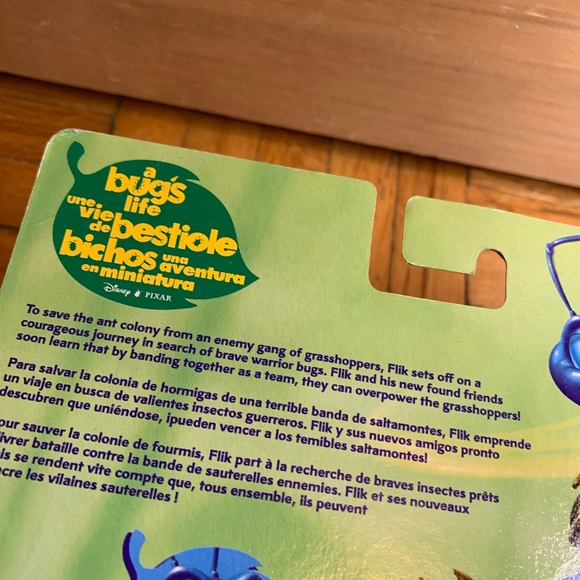 a
bug's
life
une
vie
de bestiole
bichos una
aventura
en miniatura
Disney PIXAR
To save the ant colony from an enemy gang of grasshoppers, Flik sets off on a
courageous journey in search of brave warrior bugs. Flik and his new found friends
soon learn that by banding together as a team, they can overpower the grasshoppers!
Para salvar la colonia de hormigas de una terrible banda de saltamontes, Flik emprende
un viaje en busca de valientes insectos guerreros. Flik y sus nuevos amigos pronto
descubren que uniéndose, ¡pueden vencer a los temibles saltamontes!
our sauver la colonie de fourmis, Flik part à la recherche de braves insectes prêts
livrer bataille contre la bande de sauterelles ennemies. Flik et ses nouveaux
ls se rendent vite compte que, tous ensemble, ils peuvent
cre les vilaines sauterelles !